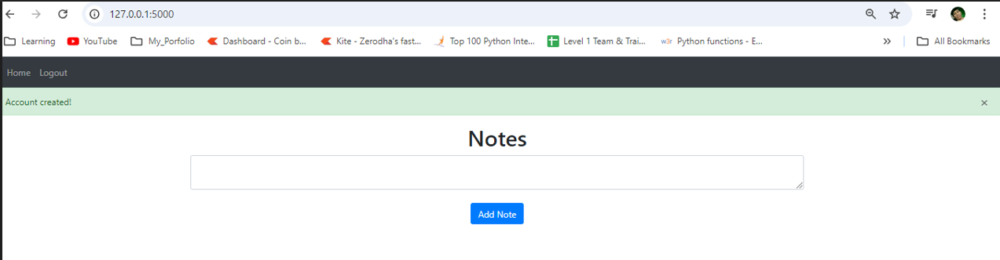 127.0.0.1:5000
Learning YouTube My_Porfolio Dashboard - Coin b... Kite - Zerodha's fast... Top 100 Python Inte... Level 1 Team & Trai... w3r Python functions - E... » All Bookmarks
Home Logout
Account created! ×
Notes
Add Note